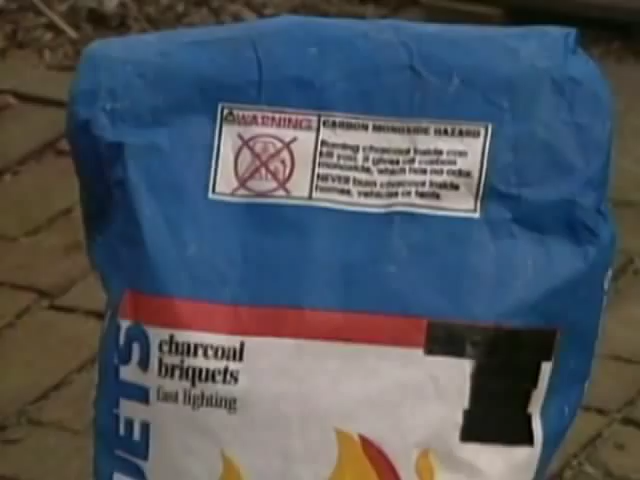 WARNING
CARBON MONOXIDE HAZARD
Burning charcoal inside can
kill you. It gives off carbon
monoxide, which has no odor.
NEVER burn charcoal inside
homes, vehicles or tents.
charcoal
briquets
fast lighting
UETS